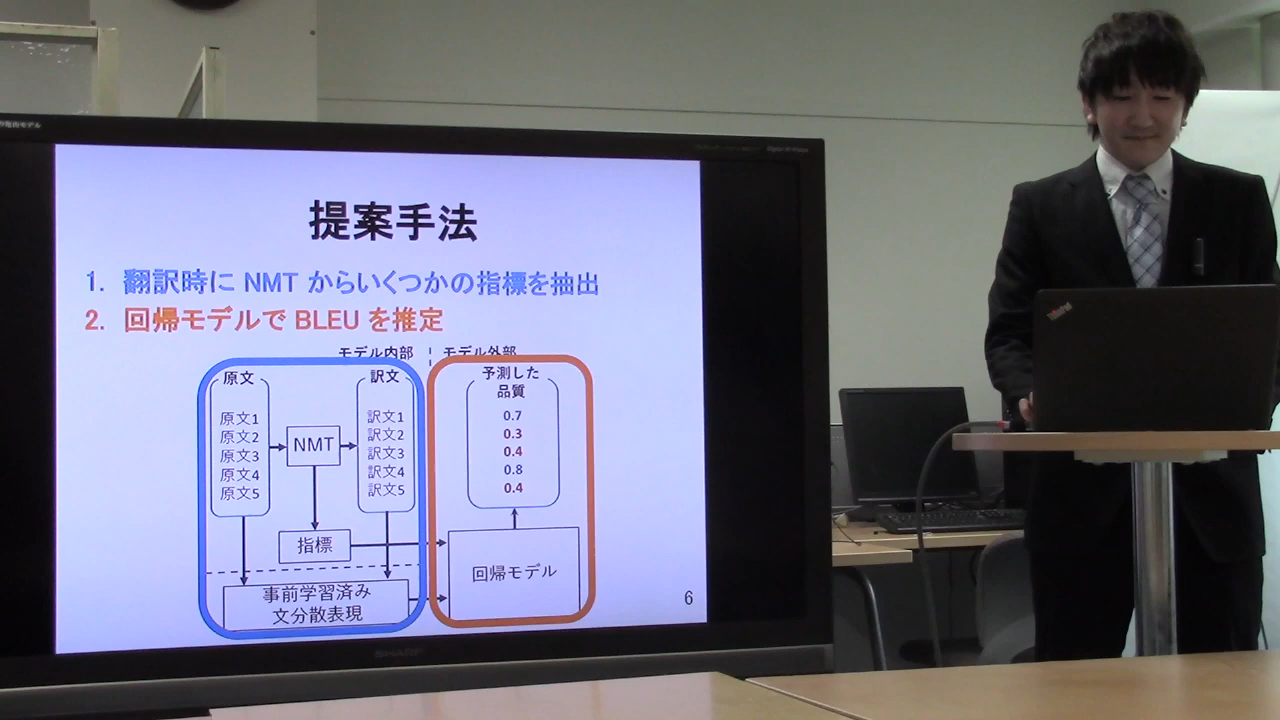 提案手法
1. 翻訳時に NMT からいくつかの指標を抽出
2. 回帰モデルで BLEU を推定
モデル内部
モデル外部
原文
原文1
原文2
原文3
原文4
原文5
NMT
訳文
訳文1
訳文2
訳文3
訳文4
訳文5
指標
事前学習済み
文分散表現
予測した
品質
0.7
0.3
0.4
0.8
0.4
回帰モデル
6
SHARP
ThinkPad